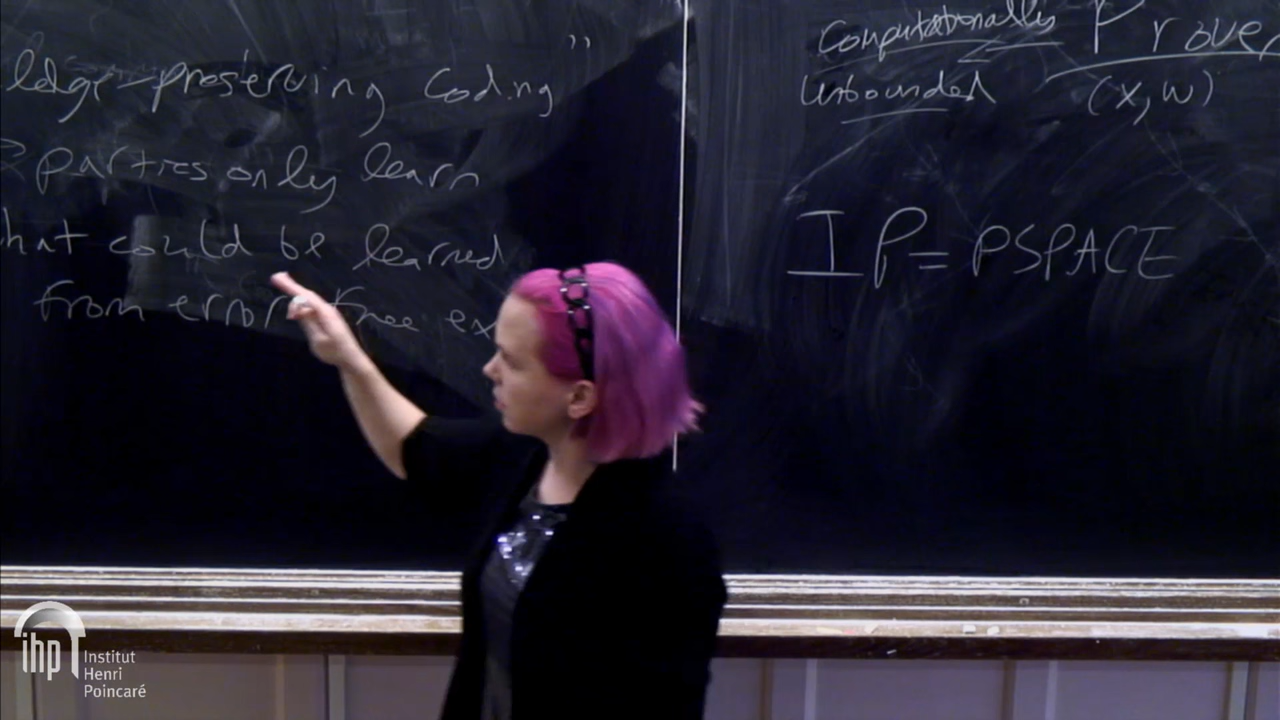 ledge-preserving coding"
parties only learn
hat could be learned
from error free ex
Computationally
Unbounded
Prover
(x, w)
IP = PSPACE
ihp Institut
Henri
Poincaré